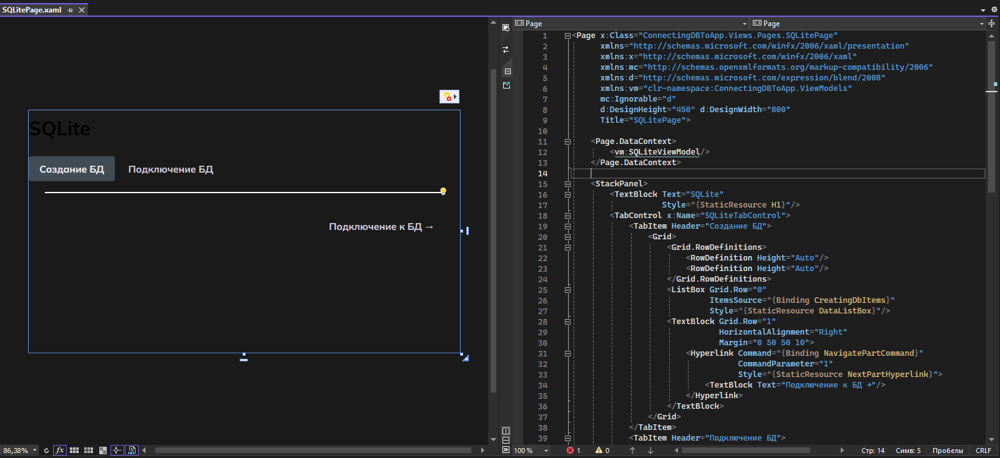 SQLitePage.xaml
SQLite
Создание БД
Подключение БД
Подключение к БД →
86,38%
fx
Page
Page
1 <Page x:Class="ConnectingDBToApp.Views.Pages.SQLitePage"
2 xmlns="http://schemas.microsoft.com/winfx/2006/xaml/presentation"
3 xmlns:x="http://schemas.microsoft.com/winfx/2006/xaml"
4 xmlns:mc="http://schemas.openxmlformats.org/markup-compatibility/2006"
5 xmlns:d="http://schemas.microsoft.com/expression/blend/2008"
6 xmlns:vm="clr-namespace:ConnectingDBToApp.ViewModels"
7 mc:Ignorable="d"
8 d:DesignHeight="450" d:DesignWidth="800"
9 Title="SQLitePage">
10
11 <Page.DataContext>
12 <vm:SQLiteViewModel/>
13 </Page.DataContext>
14
15 <StackPanel>
16 <TextBlock Text="SQLite"
17 Style="{StaticResource H1}"/>
18 <TabControl x:Name="SQLiteTabControl">
19 <TabItem Header="Создание БД">
20 <Grid>
21 <Grid.RowDefinitions>
22 <RowDefinition Height="Auto"/>
23 <RowDefinition Height="Auto"/>
24 </Grid.RowDefinitions>
25 <ListBox Grid.Row="0"
26 ItemsSource="{Binding CreatingDbItems}"
27 Style="{StaticResource DataListBox}"/>
28 <TextBlock Grid.Row="1"
29 HorizontalAlignment="Right"
30 Margin="0 50 50 10">
31 <Hyperlink Command="{Binding NavigatePartCommand}"
32 CommandParameter="1"
33 Style="{StaticResource NextPartHyperlink}">
34 <TextBlock Text="Подключение к БД →"/>
35 </Hyperlink>
36 </TextBlock>
37 </Grid>
38 </TabItem>
39 <TabItem Header="Подключение БД">
100 %
1
0
Стр: 14
Симв: 5
Пробелы
CRLF